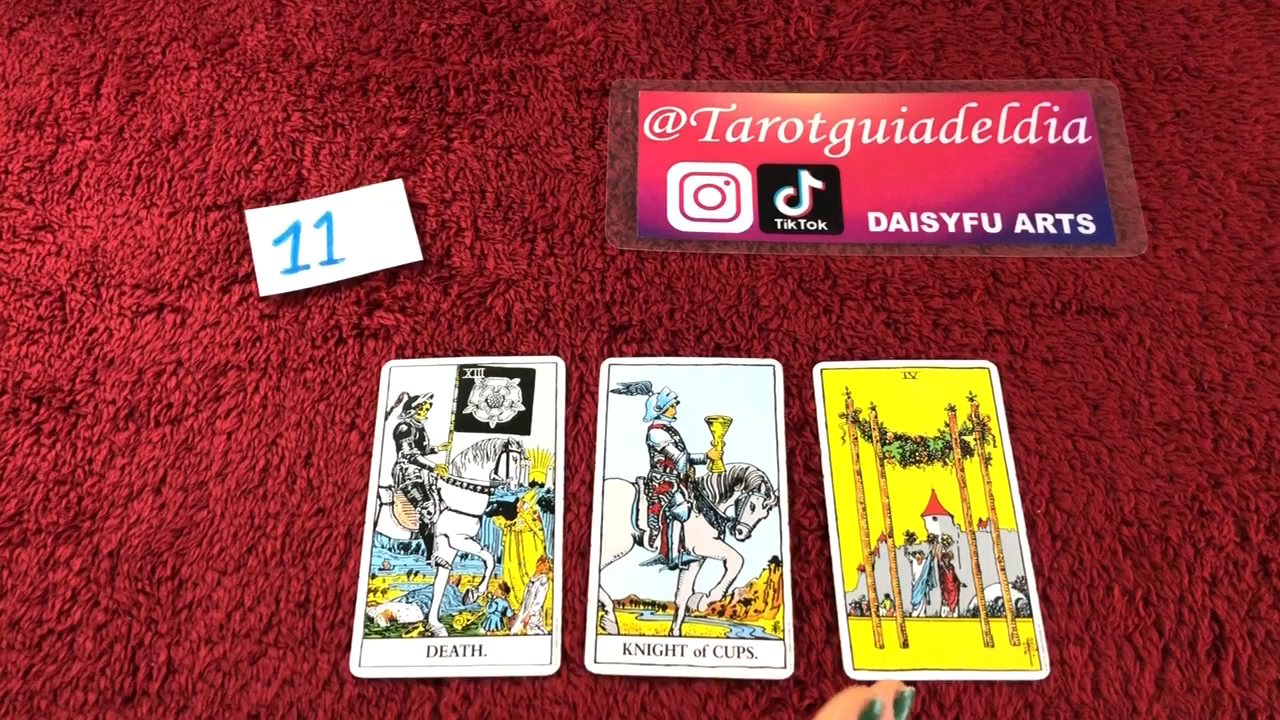 @Tarotguiadeldia
TikTok
DAISYFU ARTS
11
XIII
IV
DEATH.
KNIGHT of CUPS.